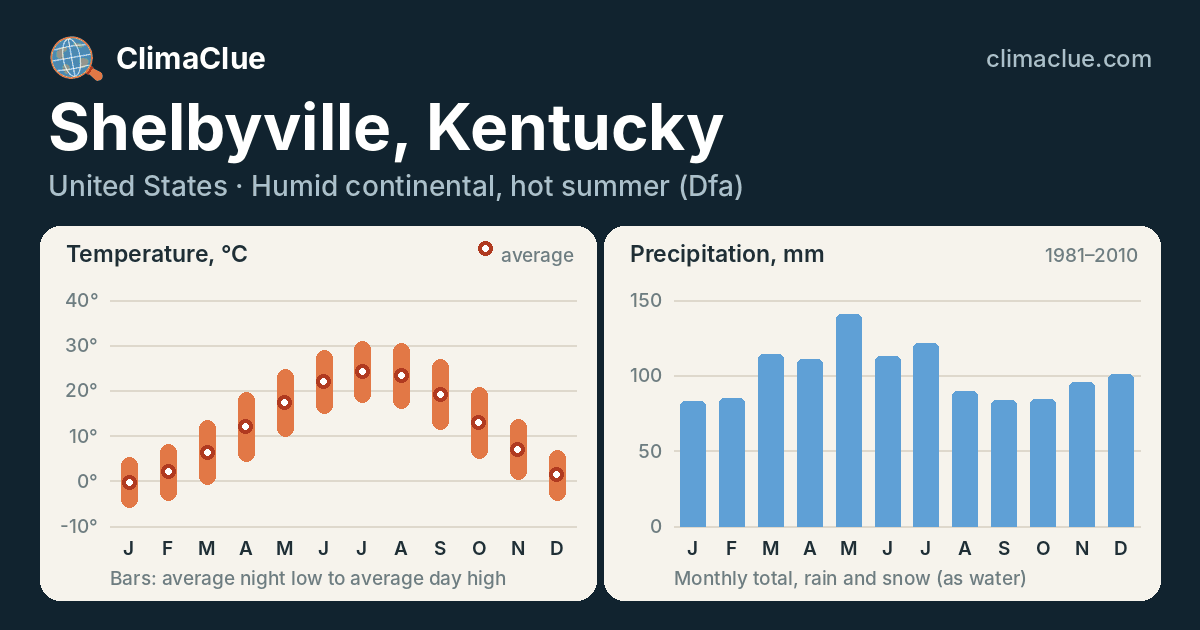 ClimaClue
climaclue.com
Shelbyville, Kentucky
United States · Humid continental, hot summer (Dfa)
Temperature, °C
average
40°
30°
20°
10°
0°
-10°
J F M A M J J A S O N D
Bars: average night low to average day high
Precipitation, mm
1981–2010
150
100
50
0
J F M A M J J A S O N D
Monthly total, rain and snow (as water)